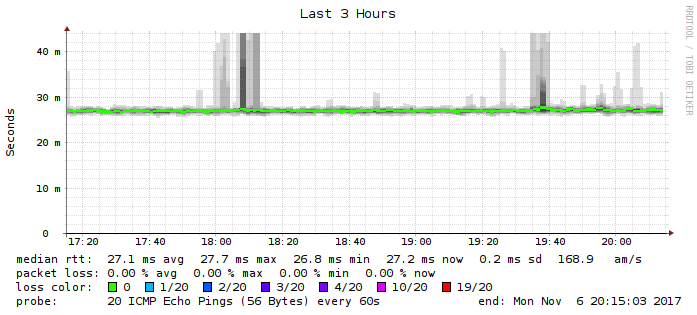 Last 3 Hours
RRDTOOL / TOBI OETIKER
Seconds
40 m
30 m
20 m
10 m
0
17:20 17:40 18:00 18:20 18:40 19:00 19:20 19:40 20:00
median rtt: 27.1 ms avg 27.7 ms max 26.8 ms min 27.2 ms now 0.2 ms sd 168.9 am/s
packet loss: 0.00 % avg 0.00 % max 0.00 % min 0.00 % now
loss color: 0 1/20 2/20 3/20 4/20 10/20 19/20
probe: 20 ICMP Echo Pings (56 Bytes) every 60s end: Mon Nov 6 20:15:03 2017